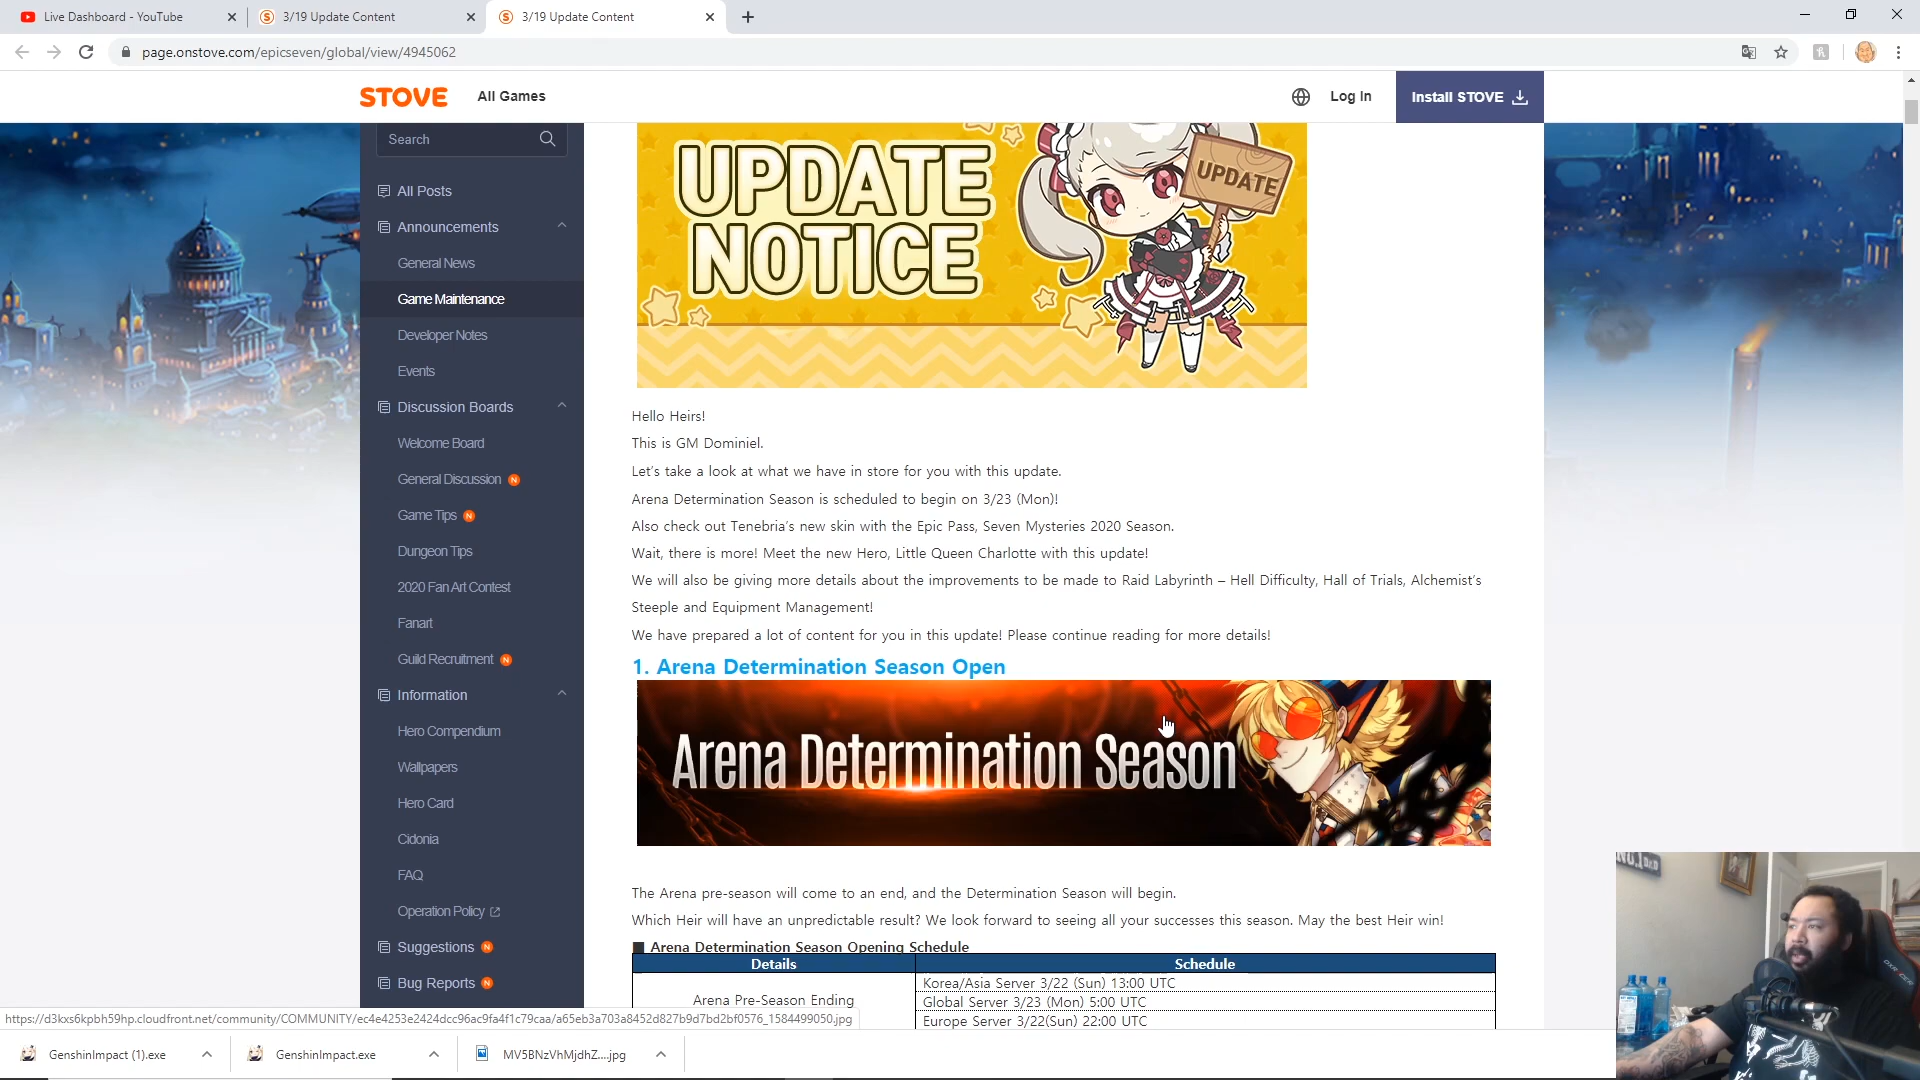 Live Dashboard - YouTube
3/19 Update Content
3/19 Update Content
page.onstove.com/epicseven/global/view/4945062
STOVE
All Games
Log In
Install STOVE
Search
All Posts
Announcements
General News
Game Maintenance
Developer Notes
Events
Discussion Boards
Welcome Board
General Discussion N
Game Tips N
Dungeon Tips
2020 Fan Art Contest
Fanart
Guild Recruitment N
Information
Hero Compendium
Wallpapers
Hero Card
Cidonia
FAQ
Operation Policy
Suggestions N
Bug Reports N
UPDATE
NOTICE
UPDATE
Hello Heirs!
This is GM Dominiel.
Let's take a look at what we have in store for you with this update.
Arena Determination Season is scheduled to begin on 3/23 (Mon)!
Also check out Tenebria's new skin with the Epic Pass, Seven Mysteries 2020 Season.
Wait, there is more! Meet the new Hero, Little Queen Charlotte with this update!
We will also be giving more details about the improvements to be made to Raid Labyrinth – Hell Difficulty, Hall of Trials, Alchemist's
Steeple and Equipment Management!
We have prepared a lot of content for you in this update! Please continue reading for more details!
1. Arena Determination Season Open
Arena Determination Season
The Arena pre-season will come to an end, and the Determination Season will begin.
Which Heir will have an unpredictable result? We look forward to seeing all your successes this season. May the best Heir win!
■ Arena Determination Season Opening Schedule
Details Schedule
Arena Pre-Season Ending
Korea/Asia Server 3/22 (Sun) 13:00 UTC
Global Server 3/23 (Mon) 5:00 UTC
Europe Server 3/22(Sun) 22:00 UTC
https://d3kxs6kpbh59hp.cloudfront.net/community/COMMUNITY/ec4e4253e2424dcc96ac9fa4f1c79caa/a65eb3a703a8452d827b9d7bd2bf0576_1584499050.jpg
GenshinImpact (1).exe
GenshinImpact.exe
MV5BNzVhMjdhZ....jpg